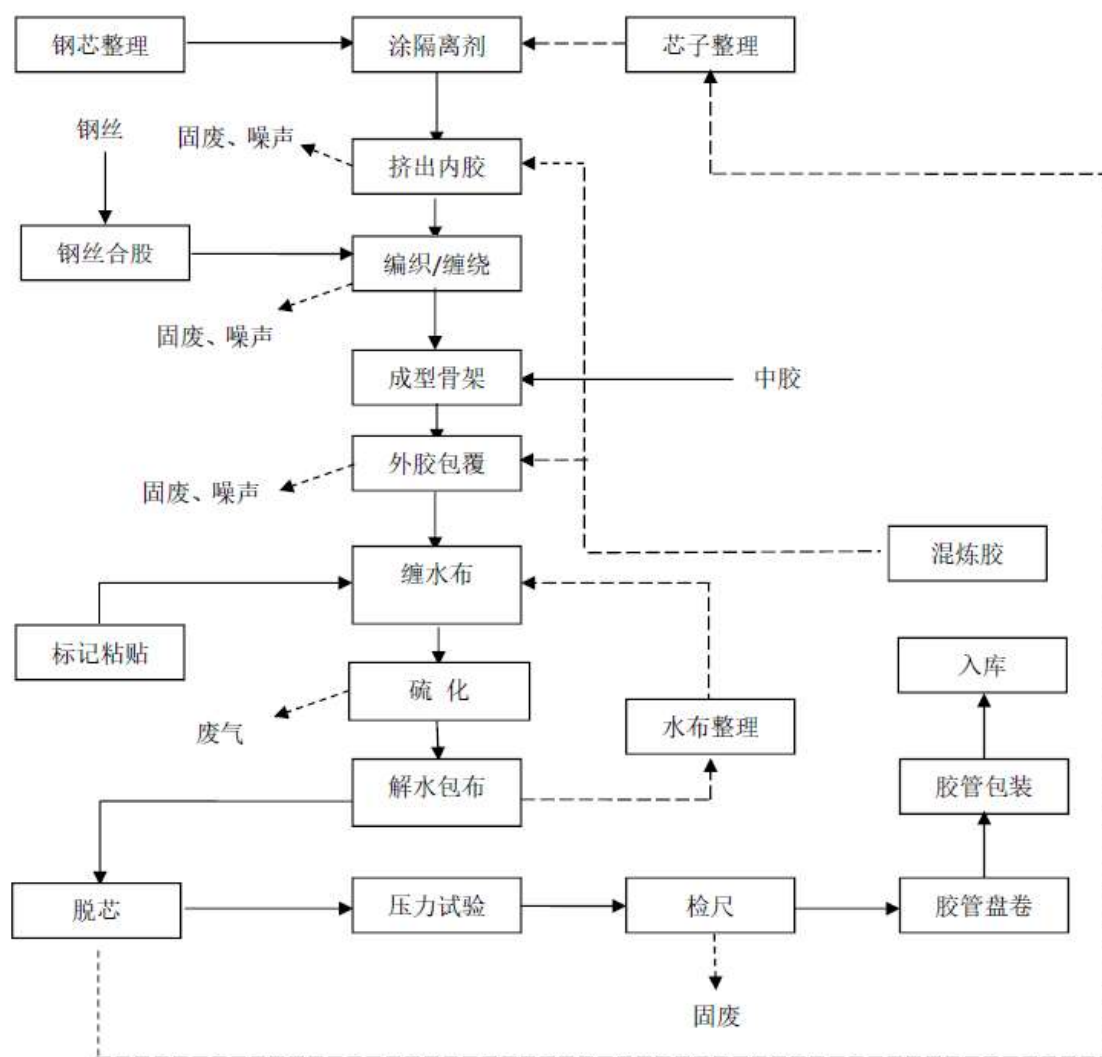 钢芯整理
涂隔离剂
芯子整理
钢丝
固废、噪声
挤出内胶
钢丝合股
编织/缠绕
固废、噪声
成型骨架
中胶
外胶包覆
固废、噪声
混炼胶
缠水布
标记粘贴
入库
硫 化
废气
水布整理
解水包布
胶管包装
脱芯
压力试验
检尺
胶管盘卷
固废